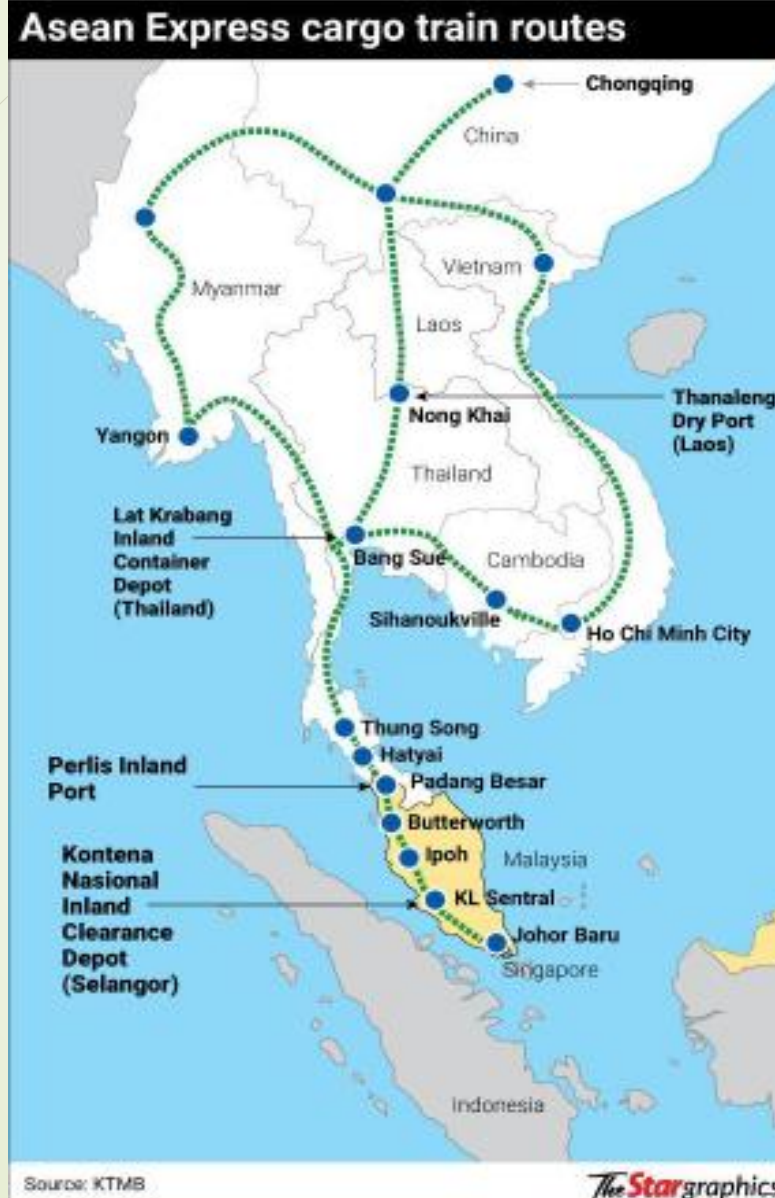 Asean Express cargo train routes
Chongqing
China
Vietnam
Myanmar
Laos
Thanaleng
Dry Port
(Laos)
Nong Khai
Yangon
Thailand
Lat Krabang
Inland
Container
Depot
(Thailand)
Bang Sue
Cambodia
Sihanoukville
Ho Chi Minh City
Thung Song
Hatyai
Perlis Inland
Port
Padang Besar
Butterworth
Kontena
Nasional
Inland
Clearance
Depot
(Selangor)
Ipoh
Malaysia
KL Sentral
Johor Baru
Singapore
Indonesia
Source: KTMB
The Stargraphics